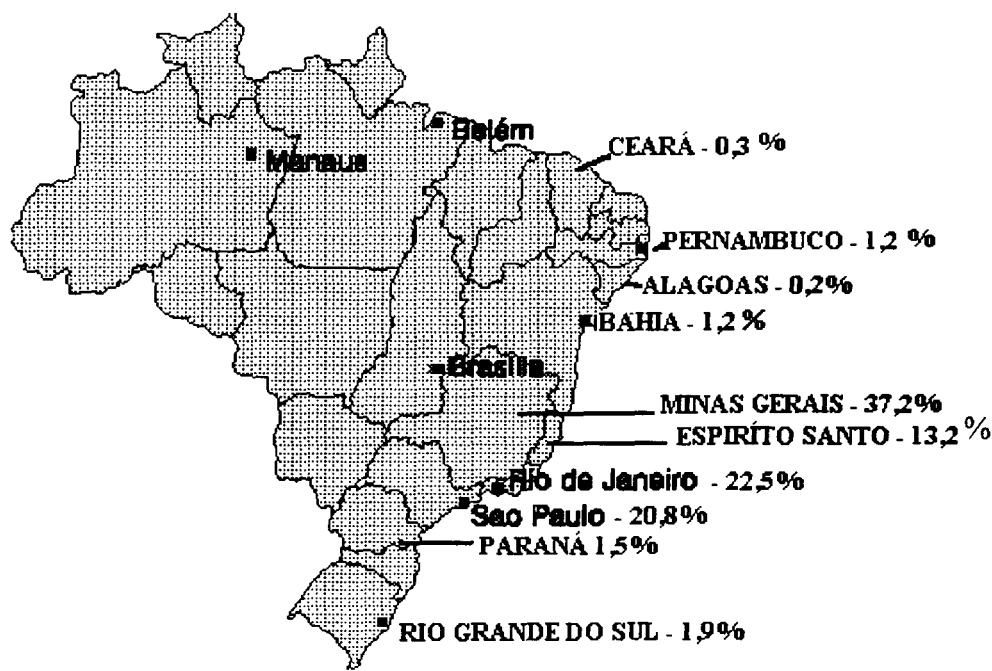 Belém
Manaus
CEARÁ - 0,3 %
PERNAMBUCO - 1,2 %
ALAGOAS - 0,2%
BAHIA - 1,2 %
Brasília
MINAS GERAIS - 37,2%
ESPIRÍTO SANTO - 13,2 %
Rio de Janeiro - 22,5%
Sao Paulo - 20,8%
PARANÁ 1,5%
RIO GRANDE DO SUL - 1,9%